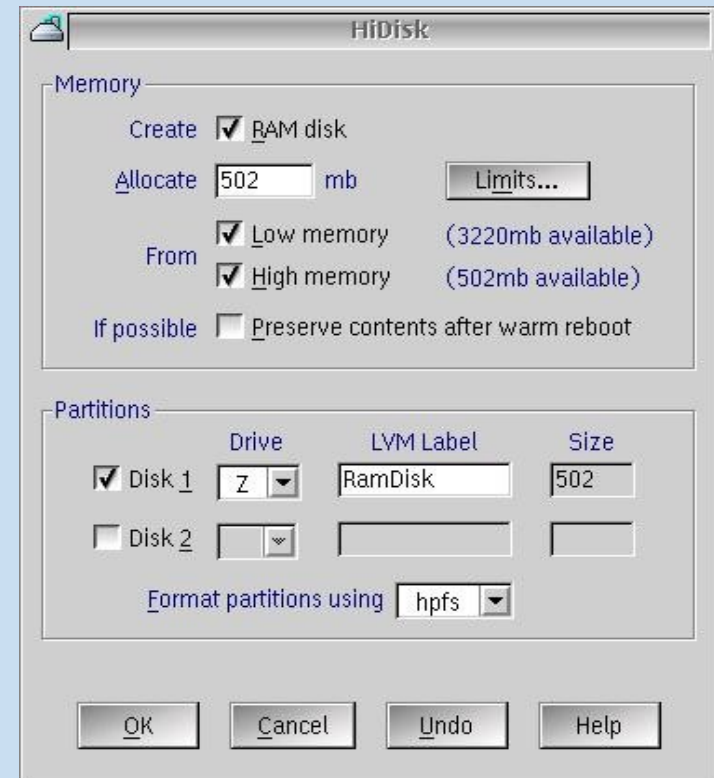 HiDisk
Memory
Create RAM disk
Allocate 502 mb Limits...
From
Low memory (3220mb available)
High memory (502mb available)
If possible Preserve contents after warm reboot
Partitions
Drive LVM Label Size
Disk 1 Z RamDisk 502
Disk 2
Format partitions using hpfs
OK Cancel Undo Help